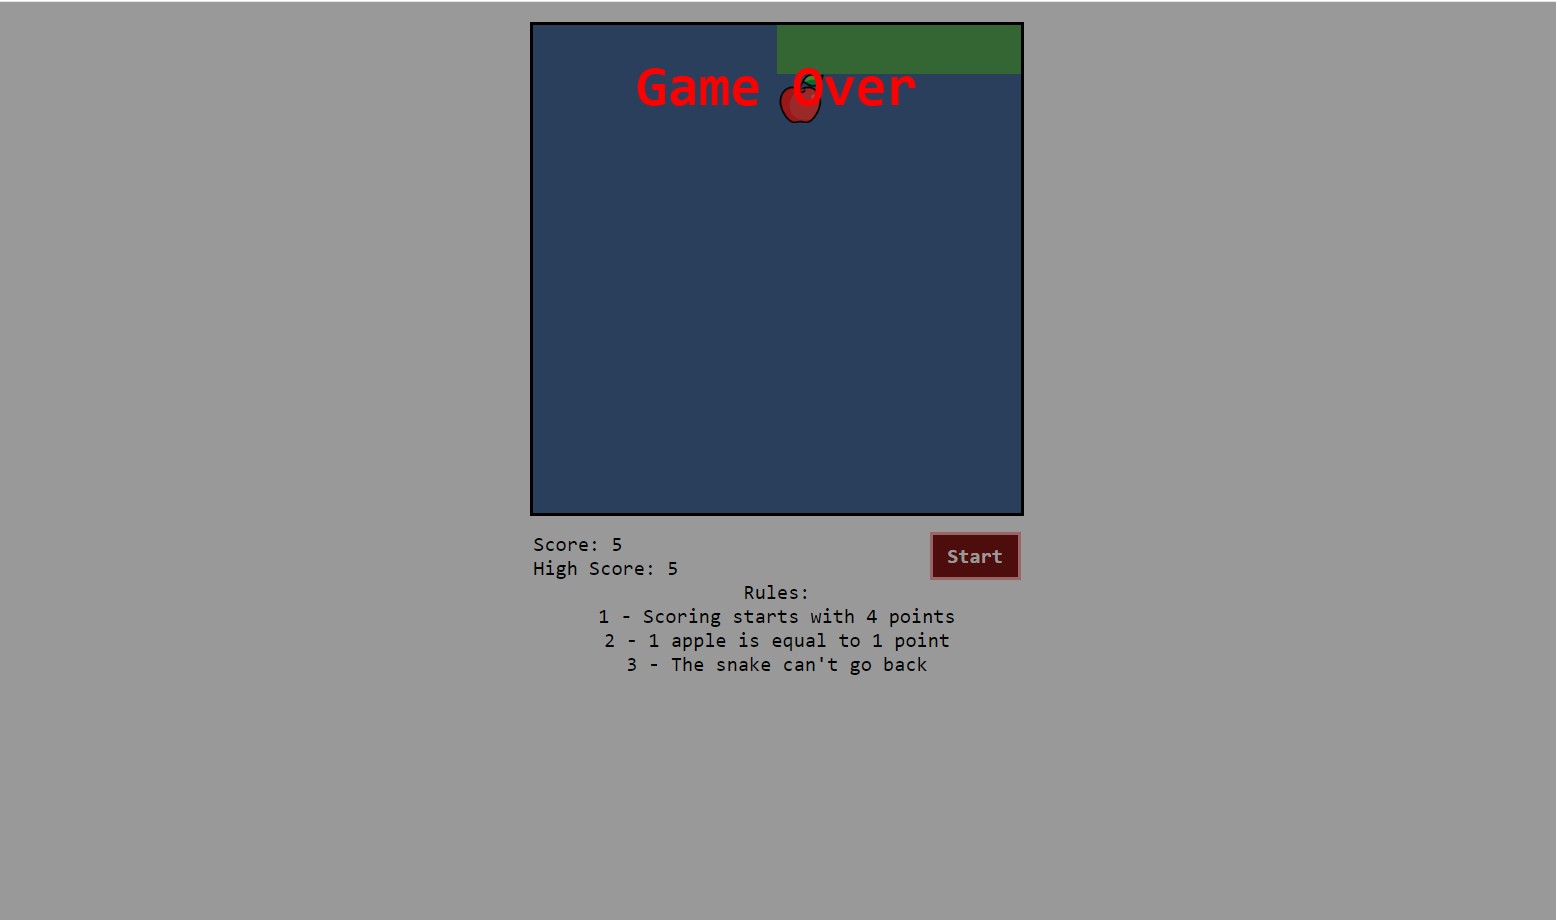 Game Over
Score: 5
Start
High Score: 5
Rules:
1 - Scoring starts with 4 points
2 - 1 apple is equal to 1 point
3 - The snake can't go back